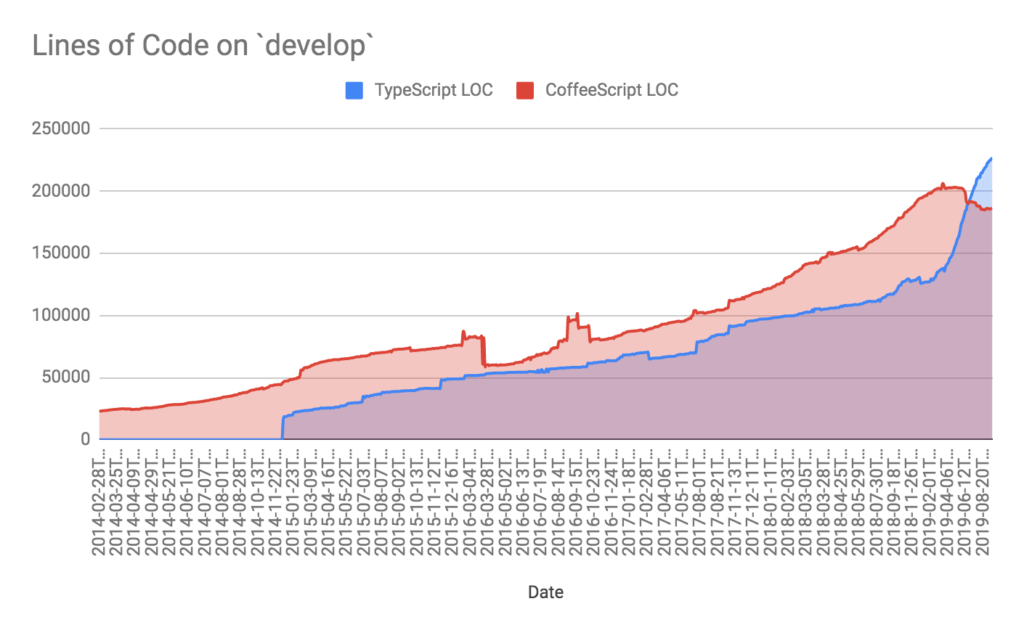 Lines of Code on `develop`
TypeScript LOC
CoffeeScript LOC
250000
200000
150000
100000
50000
0
2014-02-28T...
2014-03-25T...
2014-04-09T...
2014-04-29T...
2014-05-21T...
2014-06-10T...
2014-07-07T...
2014-08-01T...
2014-08-28T...
2014-10-13T...
2014-11-22T...
2015-01-23T...
2015-03-09T...
2015-04-16T...
2015-05-22T...
2015-07-03T...
2015-08-07T...
2015-09-02T...
2015-10-13T...
2015-11-12T...
2015-12-16T...
2016-03-04T...
2016-03-28T...
2016-05-02T...
2016-06-13T...
2016-07-19T...
2016-08-14T...
2016-09-15T...
2016-10-23T...
2016-11-24T...
2017-01-18T...
2017-02-28T...
2017-04-06T...
2017-05-11T...
2017-08-01T...
2017-08-21T...
2017-11-13T...
2017-12-11T...
2018-01-11T...
2018-02-03T...
2018-03-05T...
2018-04-25T...
2018-05-29T...
2018-07-30T...
2018-09-18T...
2018-11-26T...
2019-02-01T...
2019-04-06T...
2019-06-12T...
2019-08-20T...
Date